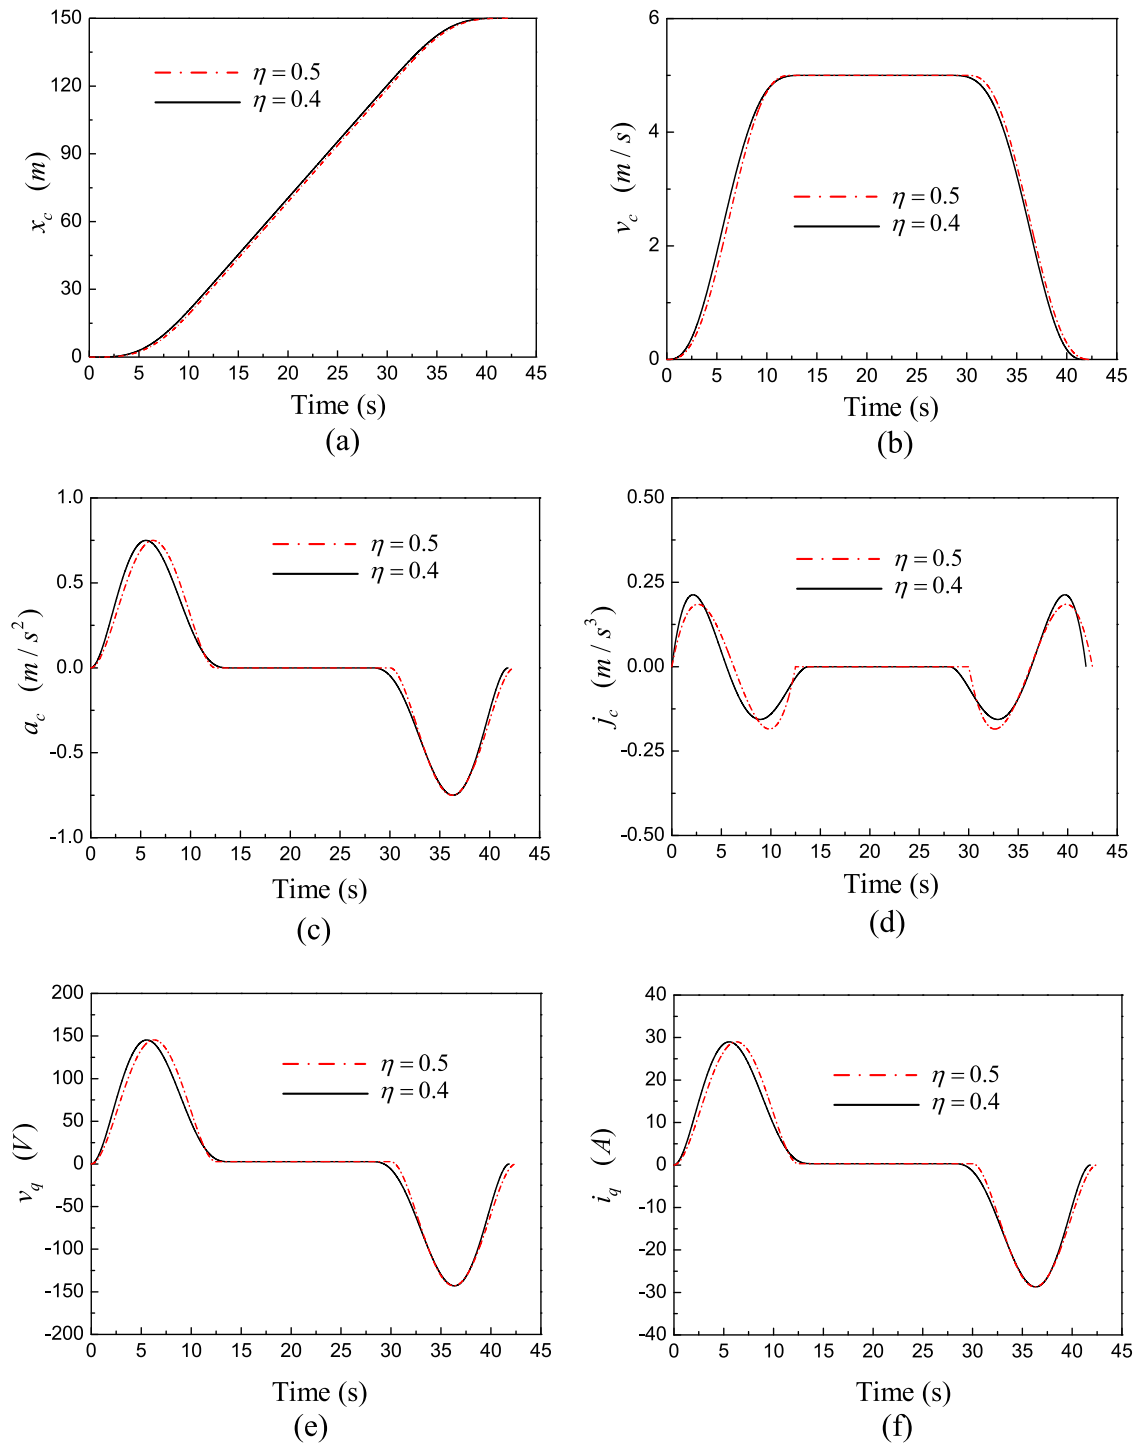 150
120
90
60
30
0
x_c (m)
η = 0.5
η = 0.4
0 5 10 15 20 25 30 35 40 45
Time (s)
(a)
6
4
2
0
v_c (m / s)
η = 0.5
η = 0.4
0 5 10 15 20 25 30 35 40 45
Time (s)
(b)
1.0
0.5
0.0
-0.5
-1.0
a_c (m / s²)
η = 0.5
η = 0.4
0 5 10 15 20 25 30 35 40 45
Time (s)
(c)
0.50
0.25
0.00
-0.25
-0.50
j_c (m / s³)
η = 0.5
η = 0.4
0 5 10 15 20 25 30 35 40 45
Time (s)
(d)
200
150
100
50
0
-50
-100
-150
-200
v_q (V)
η = 0.5
η = 0.4
0 5 10 15 20 25 30 35 40 45
Time (s)
(e)
40
30
20
10
0
-10
-20
-30
-40
i_q (A)
η = 0.5
η = 0.4
0 5 10 15 20 25 30 35 40 45
Time (s)
(f)